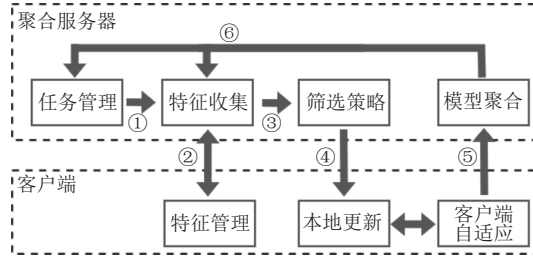 聚合服务器
⑥
任务管理
特征收集
筛选策略
模型聚合
①
③
②
④
⑤
客户端
特征管理
本地更新
客户端
自适应